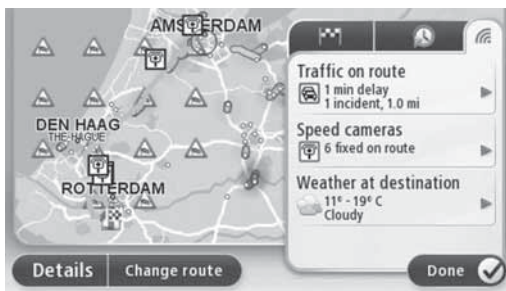 AMSTERDAM
DEN HAAG
THE HAGUE
ROTTERDAM
Traffic on route
1 min delay
1 incident, 1.0 mi
Speed cameras
6 fixed on route
Weather at destination
11° - 19° C
Cloudy
Details
Change route
Done